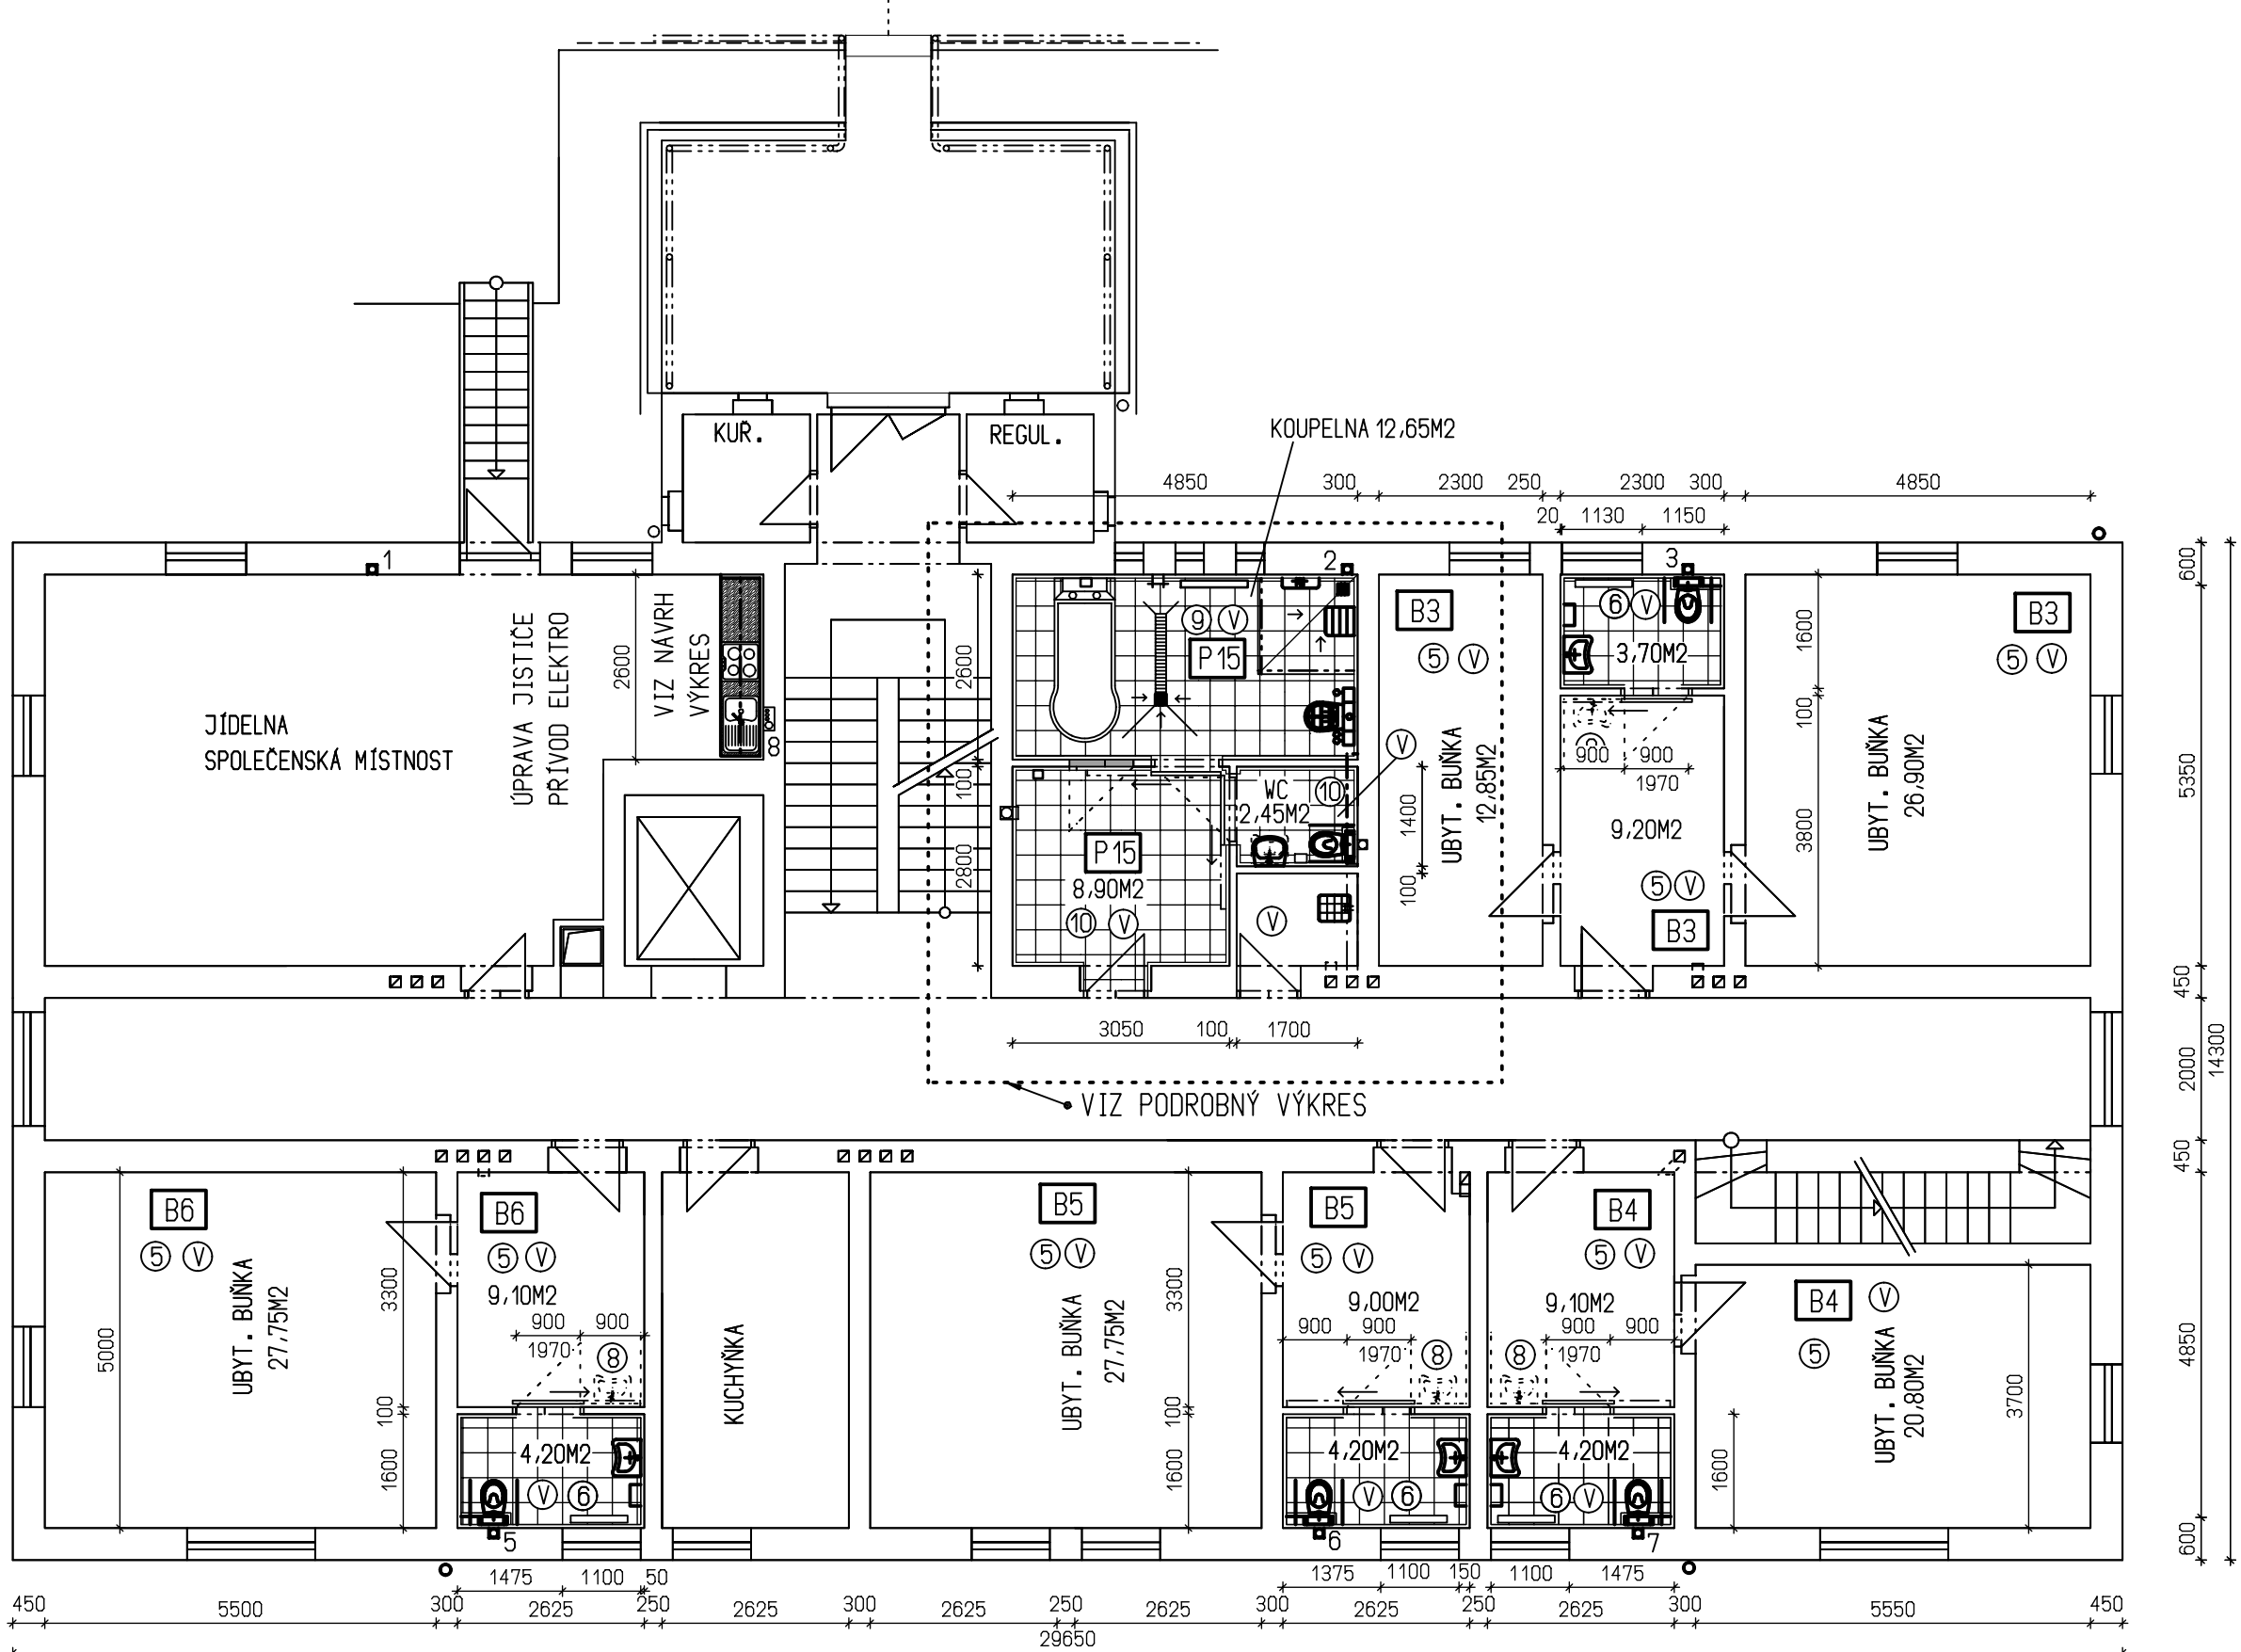 KUŘ.
REGUL.
KOUPELNA 12,65M2
4850
300
2300
250
2300
300
4850
20
1130
1150
1
2
3
600
JÍDELNA
SPOLEČENSKÁ MÍSTNOST
ÚPRAVA JISTIČE
PŘÍVOD ELEKTRO
2600
VIZ NÁVRH
VÝKRES
8
2600
100
2800
9
V
P15
B3
5
V
6
V
3,70M2
1600
100
3800
B3
5
V
UBYT. BUŇKA
12,85M2
V
900
900
1970
9,20M2
5
V
B3
UBYT. BUŇKA
26,90M2
5350
WC
2,45M2
10
1400
100
P15
8,90M2
10
V
V
450
3050
100
1700
2000
14300
VIZ PODROBNÝ VÝKRES
450
B6
5
V
UBYT. BUŇKA
27,75M2
5000
3300
100
1600
B6
5
V
9,10M2
900
900
1970
8
4,20M2
V
6
5
KUCHYŇKA
B5
5
V
UBYT. BUŇKA
27,75M2
3300
100
1600
B5
5
V
9,00M2
900
900
1970
8
4,20M2
V
6
6
B4
5
V
9,10M2
900
900
1970
8
4,20M2
6
V
7
B4
V
5
UBYT. BUŇKA
20,80M2
1600
3700
4850
600
1475
1100
50
1375
1100
150
1100
1475
450
5500
300
2625
250
2625
300
2625
250
2625
300
2625
250
2625
300
5550
450
29650